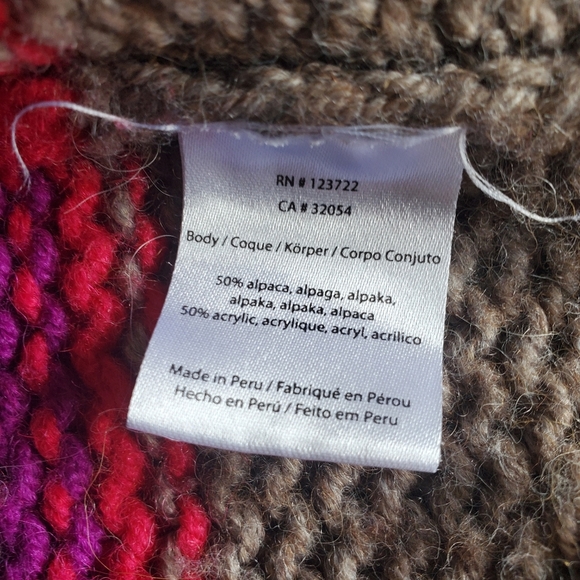 RN # 123722
CA # 32054
Body / Coque / Körper / Corpo Conjuto
50% alpaca, alpaga, alpaka,
alpaka, alpaka, alpaca
50% acrylic, acrylique, acryl, acrilico
Made in Peru / Fabriqué en Pérou
Hecho en Perú / Feito em Peru